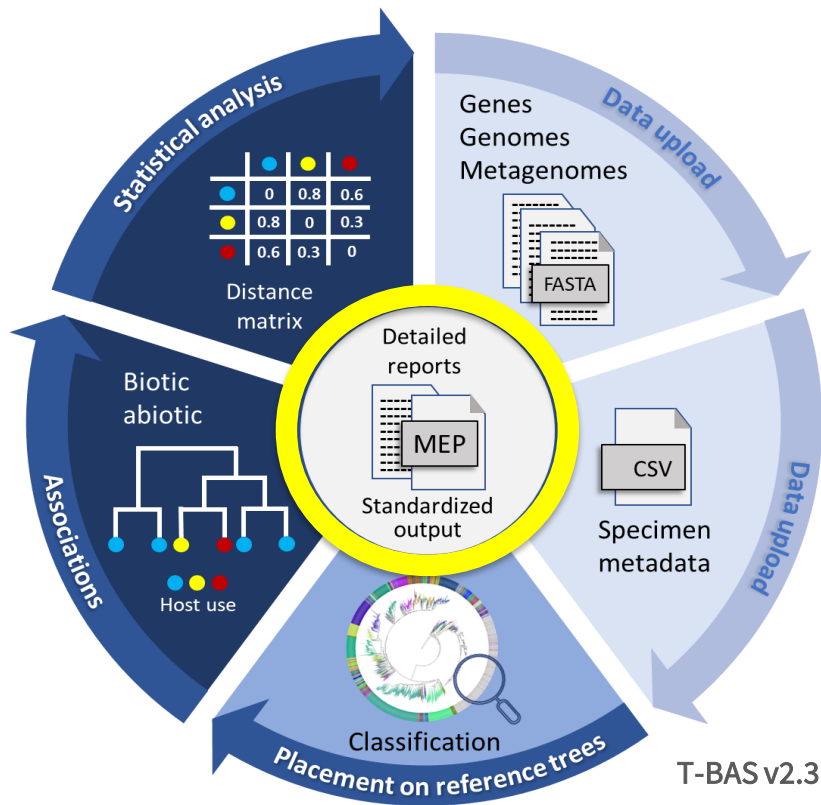 Data upload
Genes
Genomes
Metagenomes
FASTA
Data upload
CSV
Specimen
metadata
Placement on reference trees
Classification
Associations
Biotic
abiotic
Host use
Statistical analysis
0 0.8 0.6
0.8 0 0.3
0.6 0.3 0
Distance
matrix
Detailed
reports
MEP
Standardized
output
T-BAS v2.3